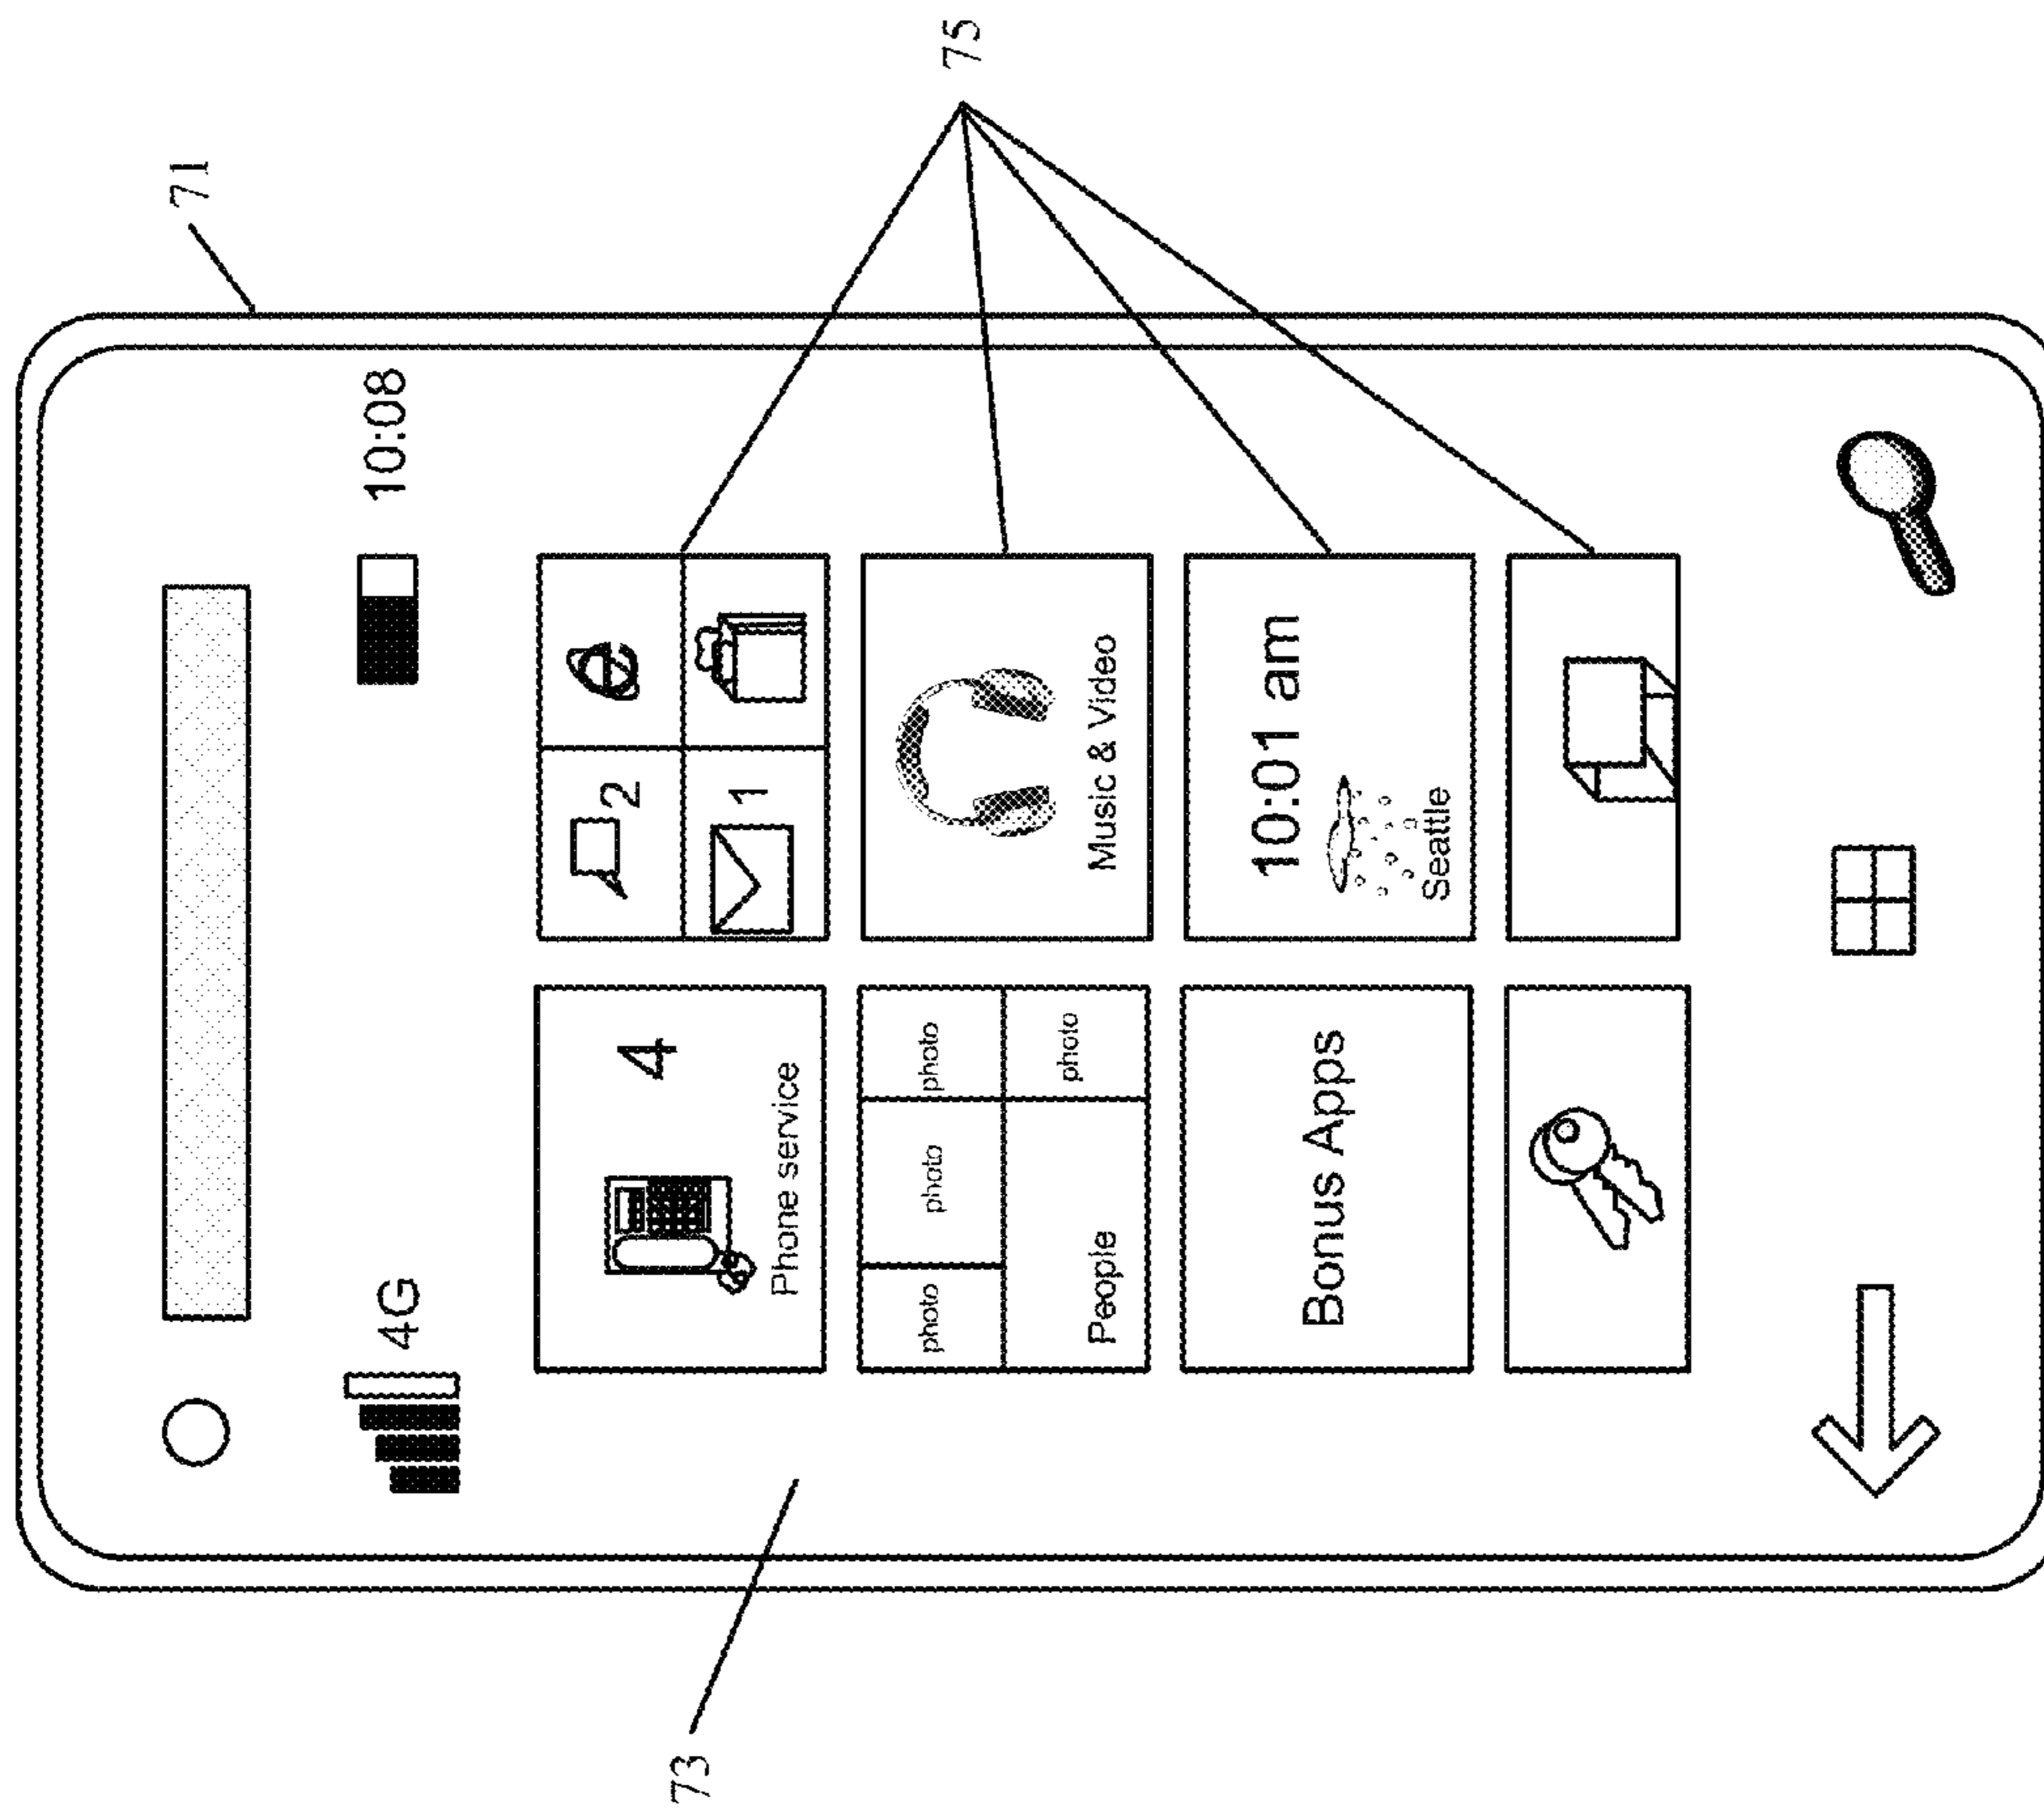 71
4G 10:08
4
Phone service
2
1
73
photo photo photo
photo
People
Music & Video
75
Bonus Apps
10:01 am
Seattle